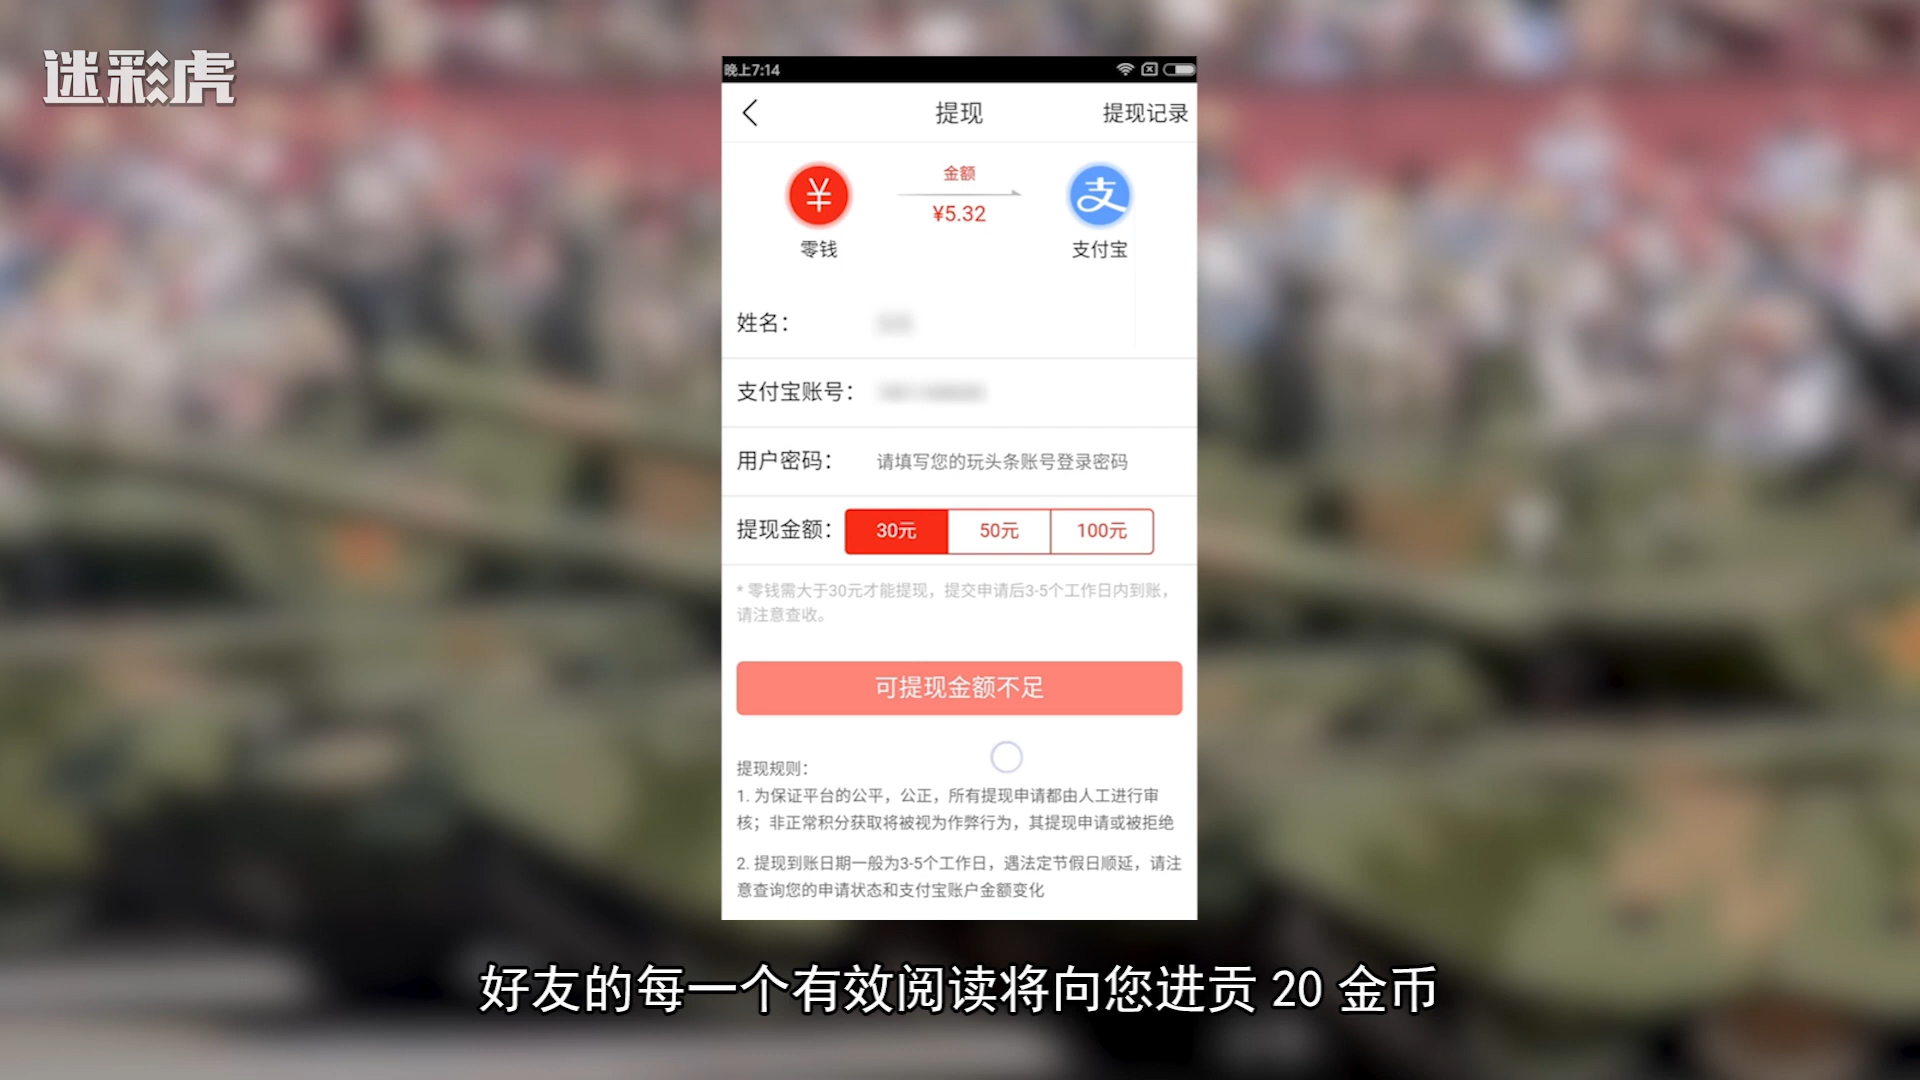 迷彩虎
晚上7:14
提现
提现记录
¥
金额
¥5.32
支
零钱
支付宝
姓名：
支付宝账号：
用户密码：
请填写您的玩头条账号登录密码
提现金额：
30元
50元
100元
* 零钱需大于30元才能提现，提交申请后3-5个工作日内到账，
请注意查收。
可提现金额不足
提现规则：
1. 为保证平台的公平，公正，所有提现申请都由人工进行审
核；非正常积分获取将被视为作弊行为，其提现申请或被拒绝
2. 提现到账日期一般为3-5个工作日，遇法定节假日顺延，请注
意查询您的申请状态和支付宝账户金额变化
好友的每一个有效阅读将向您进贡 20 金币